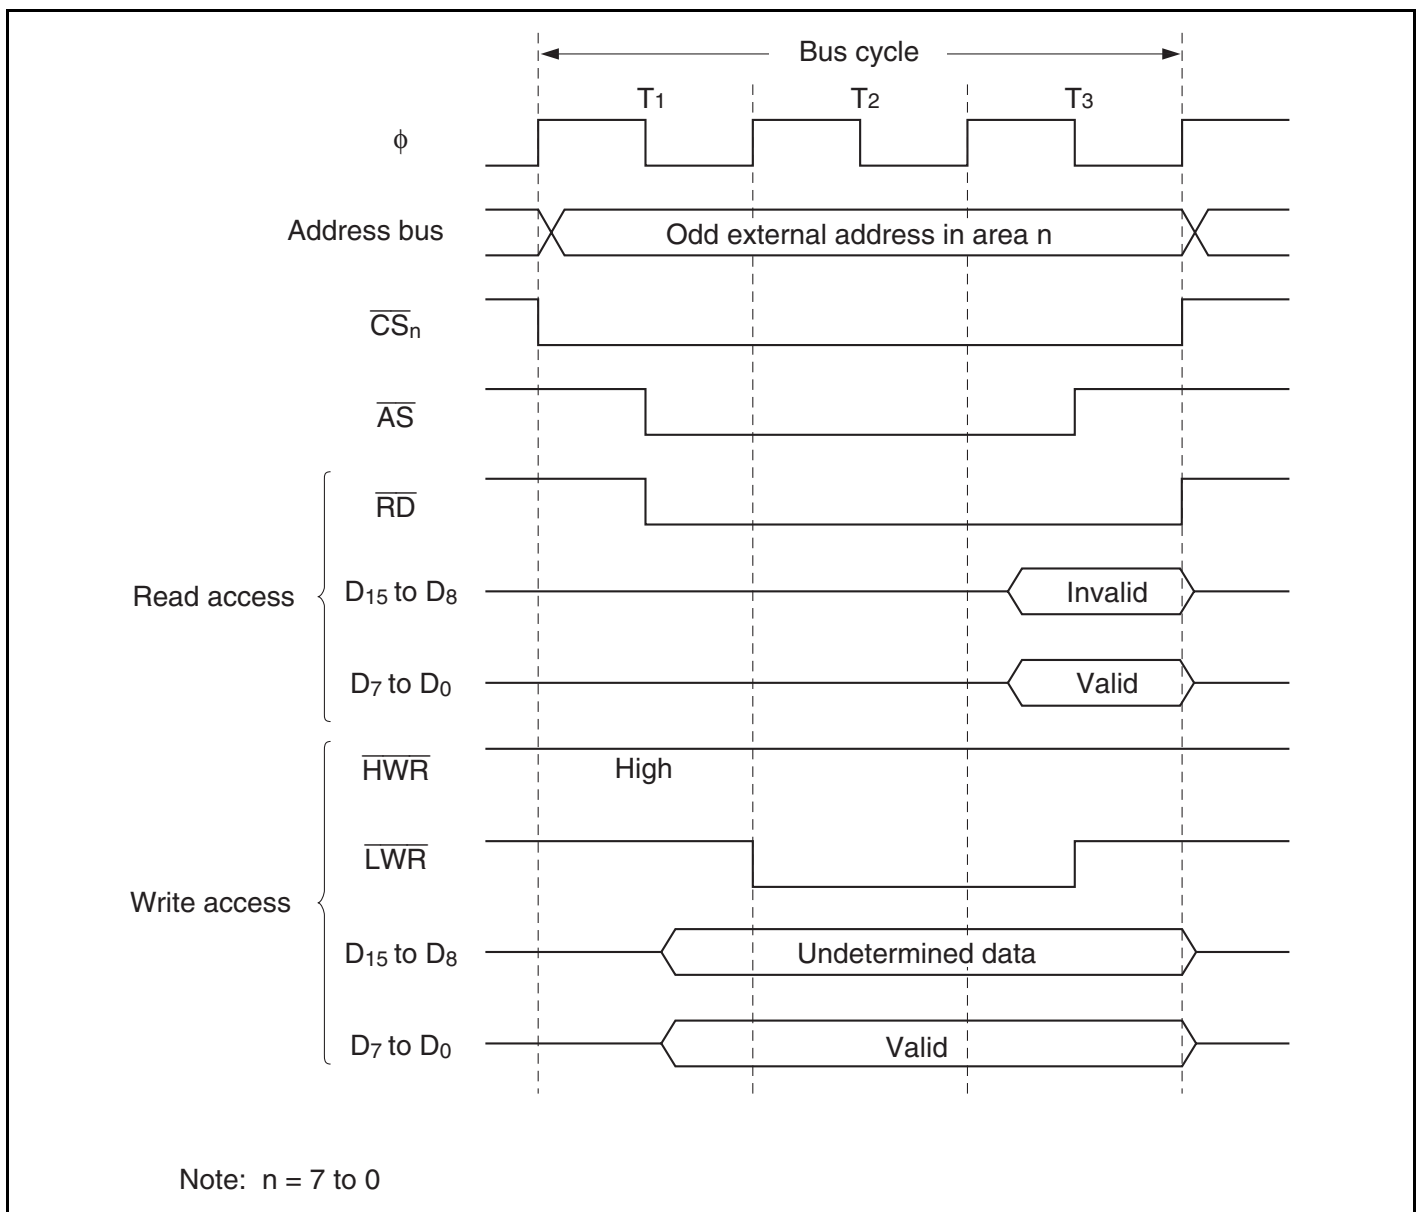 Bus cycle
T1 T2 T3
ϕ
Address bus
Odd external address in area n
CSn
AS
RD
Read access
D15 to D8
Invalid
D7 to D0
Valid
HWR
High
LWR
Write access
D15 to D8
Undetermined data
D7 to D0
Valid
Note: n = 7 to 0